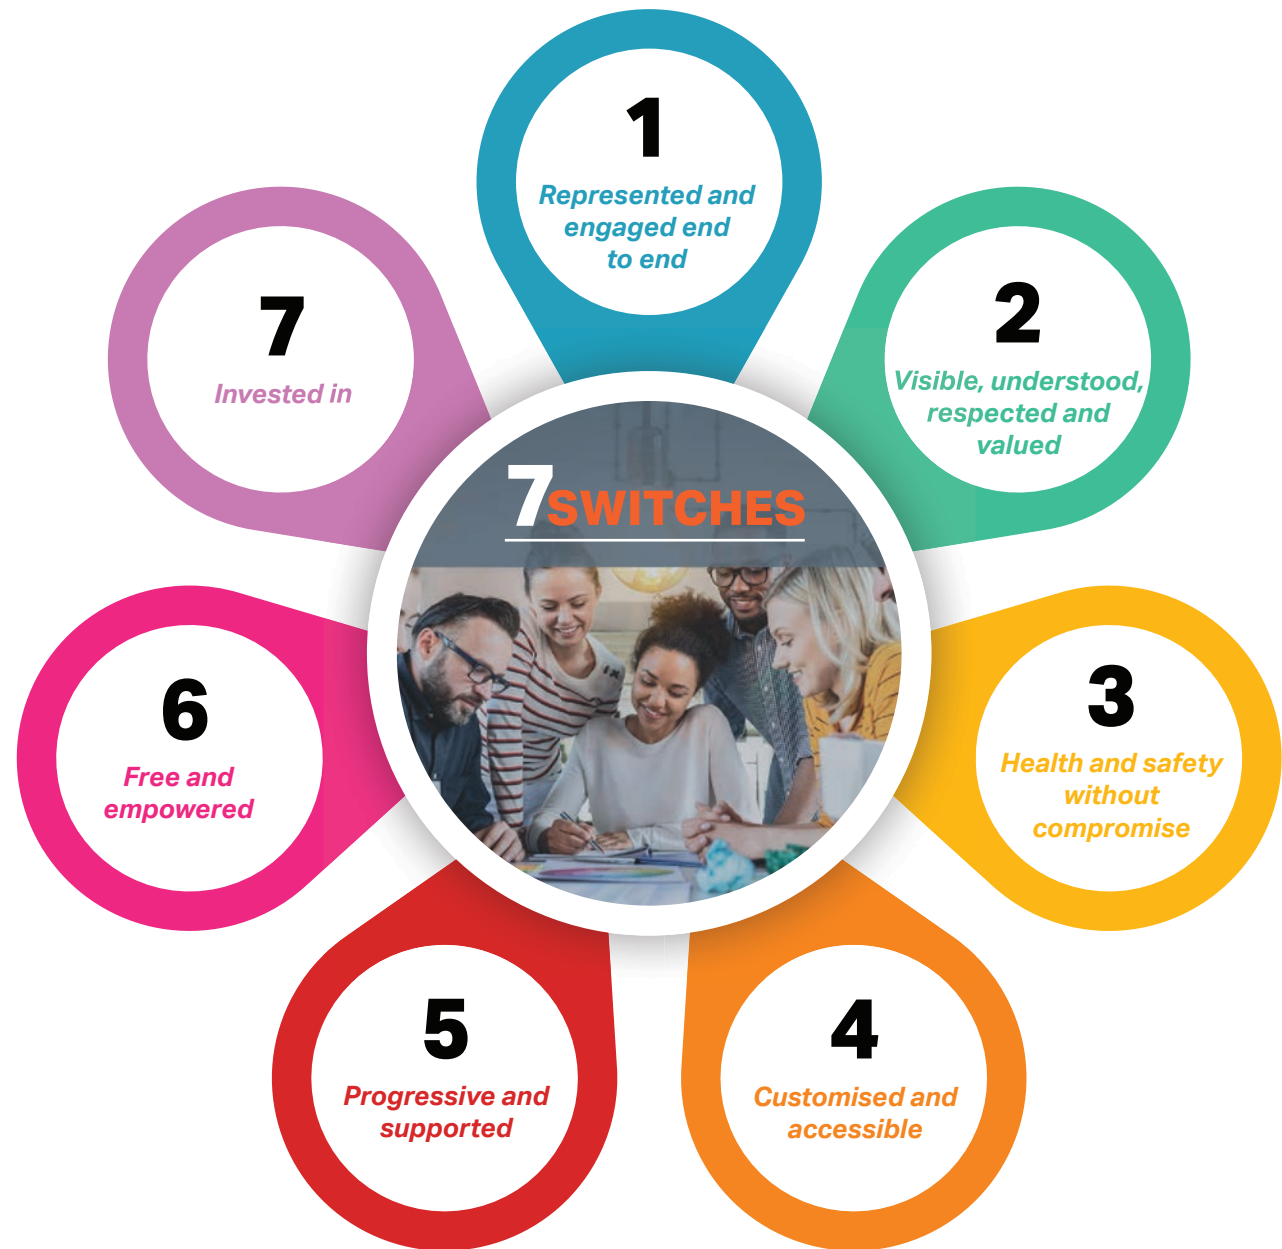 7SWITCHES
1
Represented and
engaged end
to end
2
Visible, understood,
respected and
valued
3
Health and safety
without
compromise
4
Customised and
accessible
5
Progressive and
supported
6
Free and
empowered
7
Invested in